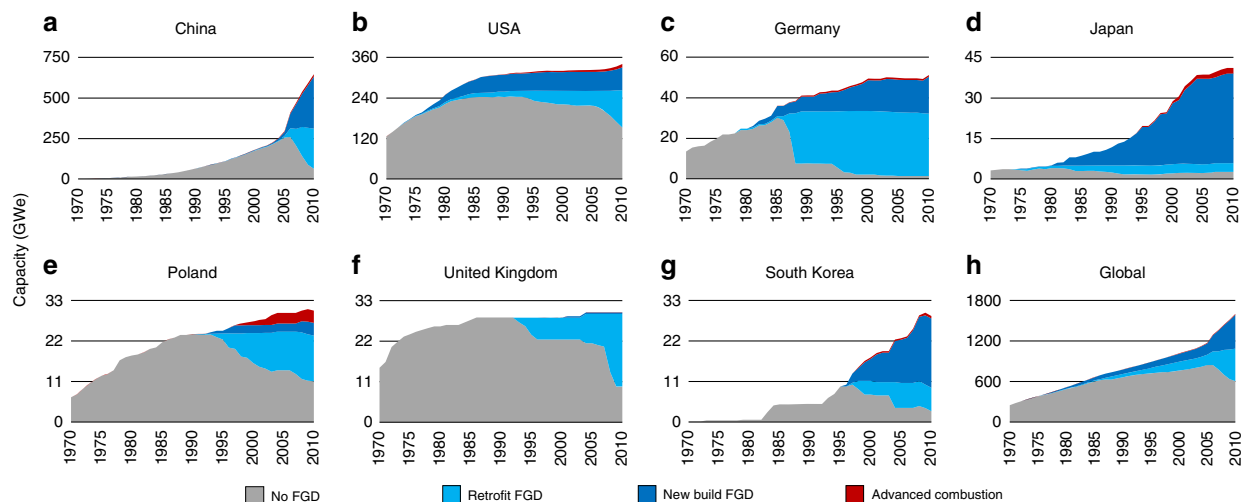 a China
750
500
250
0
1970 1975 1980 1985 1990 1995 2000 2005 2010
b USA
360
240
120
0
1970 1975 1980 1985 1990 1995 2000 2005 2010
c Germany
60
40
20
0
1970 1975 1980 1985 1990 1995 2000 2005 2010
d Japan
45
30
15
0
1970 1975 1980 1985 1990 1995 2000 2005 2010
Capacity (GWe)
e Poland
33
22
11
0
1970 1975 1980 1985 1990 1995 2000 2005 2010
f United Kingdom
33
22
11
0
1970 1975 1980 1985 1990 1995 2000 2005 2010
g South Korea
33
22
11
0
1970 1975 1980 1985 1990 1995 2000 2005 2010
h Global
1800
1200
600
0
1970 1975 1980 1985 1990 1995 2000 2005 2010
No FGD Retrofit FGD New build FGD Advanced combustion